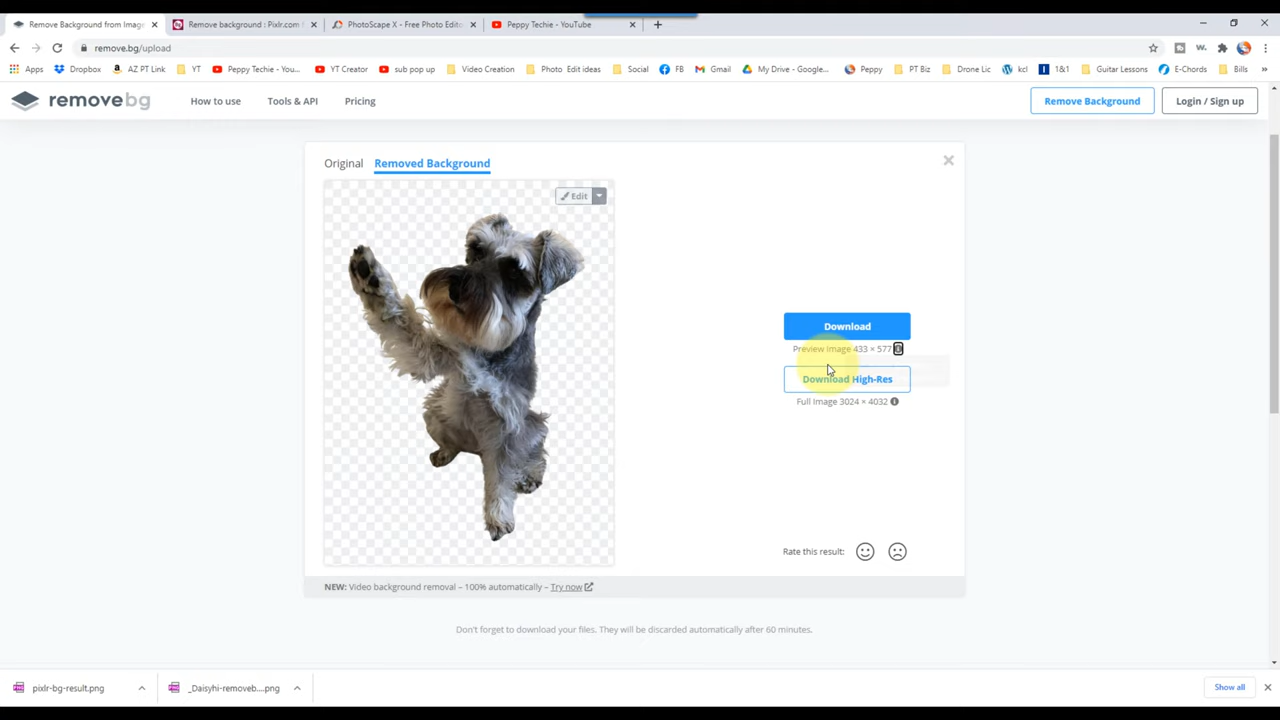 Remove Background from Image
Remove background : Pixlr.com
PhotoScape X - Free Photo Edito
Peppy Techie - YouTube
remove.bg/upload
Apps
Dropbox
AZ PT Link
YT
Peppy Techie - You...
YT Creator
sub pop up
Video Creation
Photo Edit ideas
Social
FB
Gmail
My Drive - Google...
Peppy
PT Biz
Drone Lic
kcl
1&1
Guitar Lessons
E-Chords
Bills
»
removebg
How to use
Tools & API
Pricing
Remove Background
Login / Sign up
Original
Removed Background
Edit
Download
Preview Image 433 × 577
Download High-Res
Full Image 3024 × 4032
Rate this result:
NEW: Video background removal – 100% automatically – Try now
Don't forget to download your files. They will be discarded automatically after 60 minutes.
pixlr-bg-result.png
_Daisyhi-removeb....png
Show all